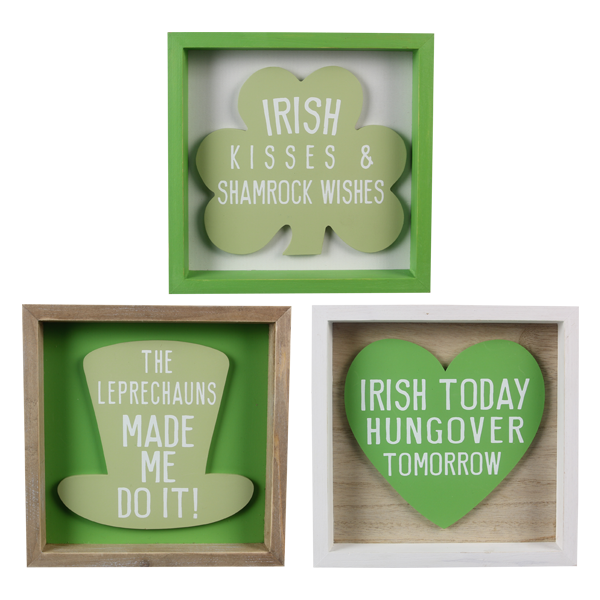 IRISH
KISSES &
SHAMROCK WISHES
THE
LEPRECHAUNS
MADE
ME
DO IT!
IRISH TODAY
HUNGOVER
TOMORROW